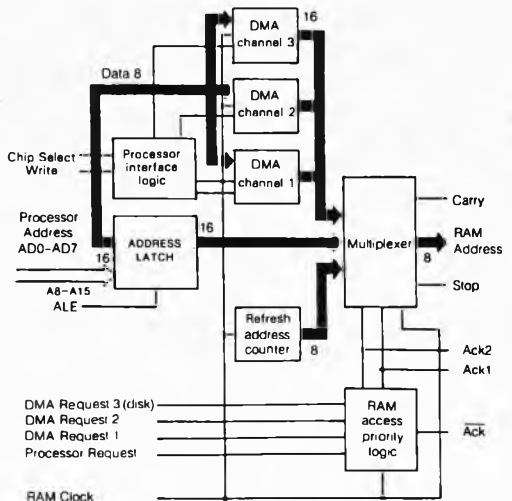 DMA
channel 3
16
Data 8
DMA
channel 2
Chip Select
Write
Processor
interface
logic
DMA
channel 1
Carry
Processor
Address
AD0-AD7
16
ADDRESS
LATCH
16
Multiplexer
RAM
Address
8
A8-A15
ALE
Stop
Refresh
address
counter
8
Ack2
Ack1
DMA Request 3 (disk)
DMA Request 2
DMA Request 1
Processor Request
RAM
access
priority
logic
Ack
RAM Clock